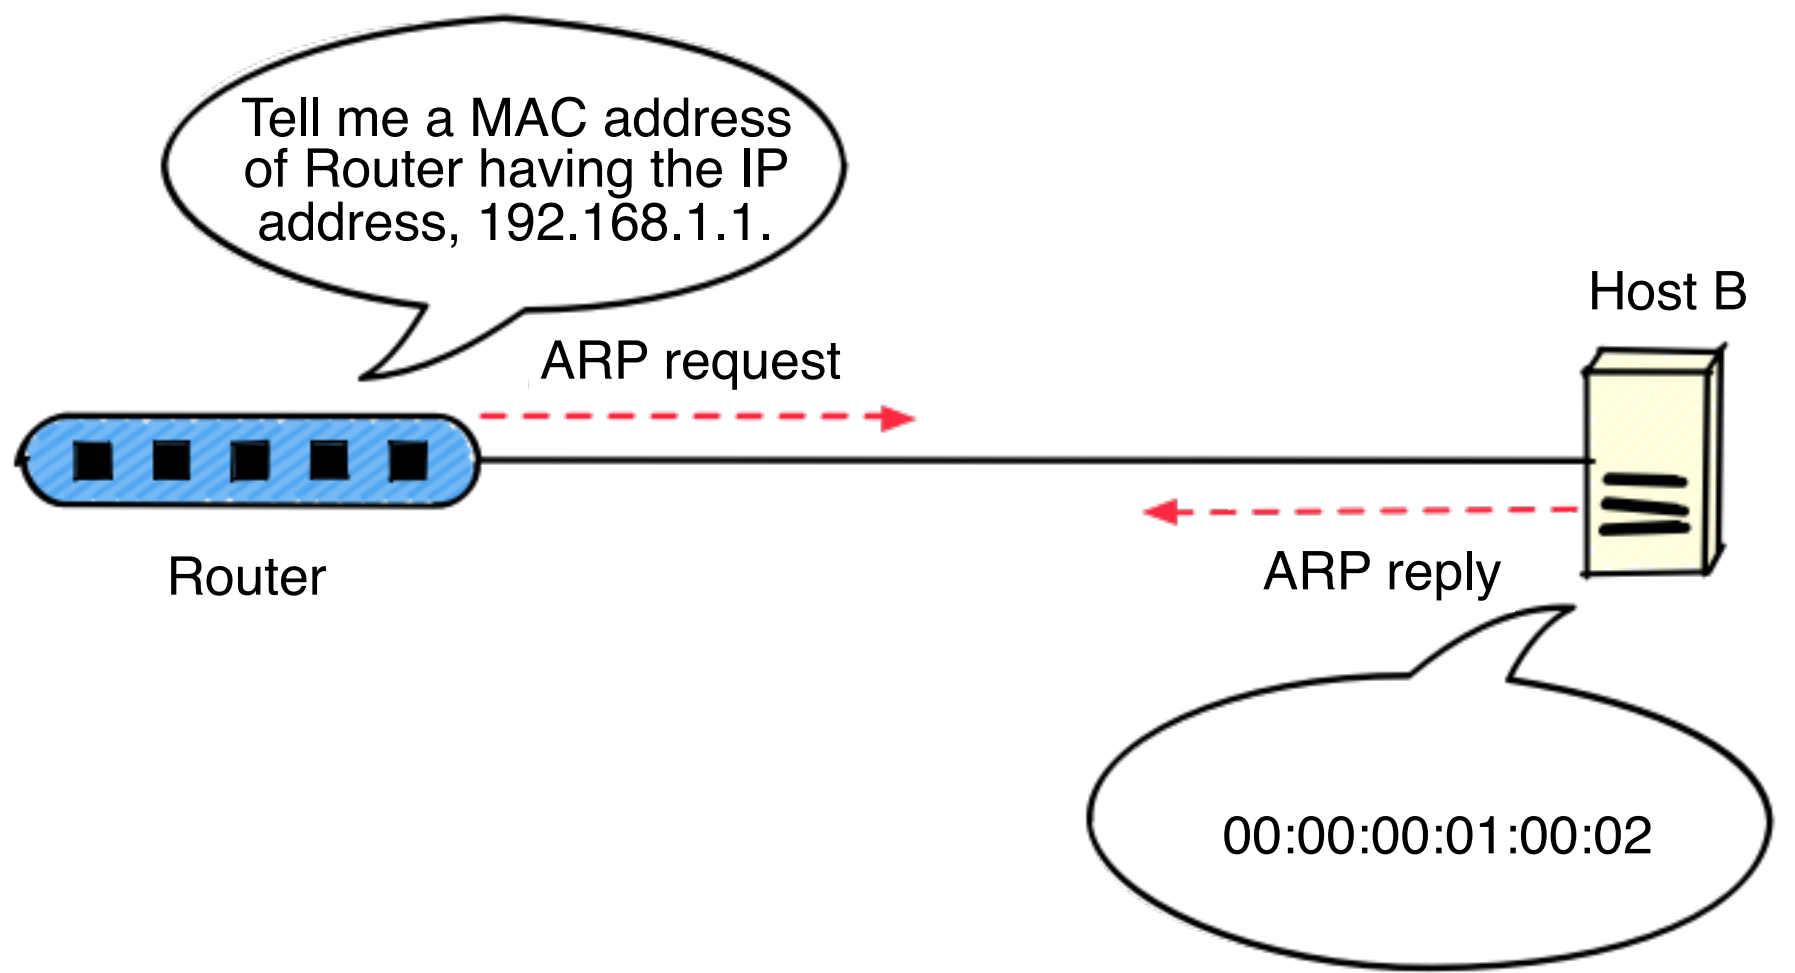 Tell me a MAC address
of Router having the IP
address, 192.168.1.1.
Host B
ARP request
Router
ARP reply
00:00:00:01:00:02